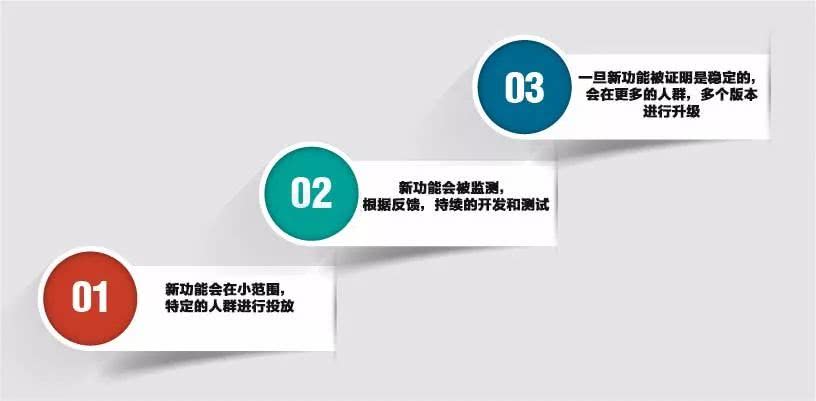 01
新功能会在小范围，
特定的人群进行投放
02
新功能会被监测，
根据反馈，持续的开发和测试
03
一旦新功能被证明是稳定的，
会在更多的人群，多个版本
进行升级